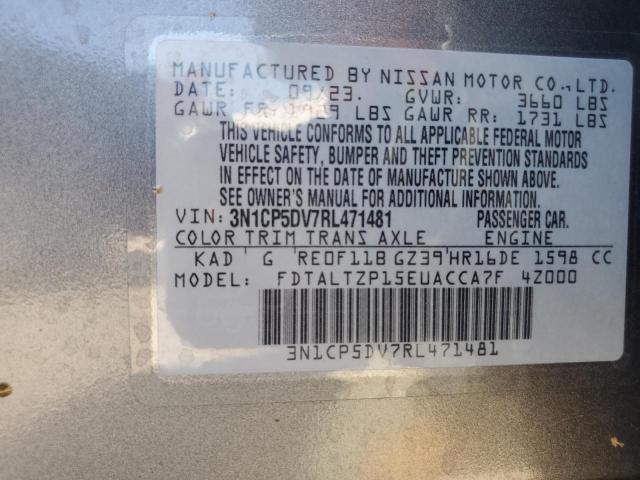 MANUFACTURED BY NISSAN MOTOR CO.,LTD.
DATE: 09/23. GVWR: 3660 LBS
GAWR FR: 1929 LBS GAWR RR: 1731 LBS
THIS VEHICLE CONFORMS TO ALL APPLICABLE FEDERAL MOTOR
VEHICLE SAFETY, BUMPER AND THEFT PREVENTION STANDARDS
IN EFFECT ON THE DATE OF MANUFACTURE SHOWN ABOVE.
SEE OWNER'S MANUAL FOR ADDITIONAL INFORMATION.
VIN: 3N1CP5DV7RL471481 PASSENGER CAR.
COLOR TRIM TRANS AXLE ENGINE
KAD G RE0F11B GZ39 HR16DE 1598 CC
MODEL: FDTALTZP15EUACCA7F 4Z000
3N1CP5DV7RL471481